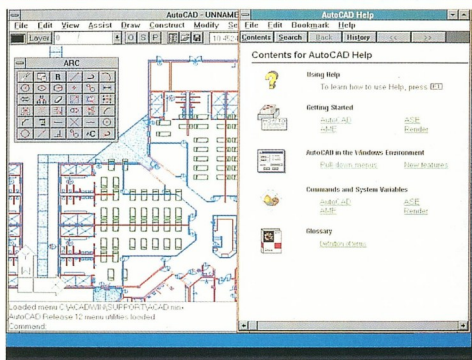 AutoCAD - UNNAME
File Edit View Assist Draw Construct Modify Se
Layer 0
O S P
ARC
R
AC
Loaded menu C:\ACADWIN\SUPPORT\ACAD.mnx
AutoCAD Release 12 menu utilities loaded.
Command:
AutoCAD Help
File Edit Bookmark Help
Contents Search Back History << >>
Contents for AutoCAD Help
Using Help
To learn how to use Help, press F1
Getting Started
AutoCAD ASE
AME Render
AutoCAD in the Windows Environment
Pull-down menus New features
Commands and System Variables
AutoCAD ASE
AME Render
Glossary